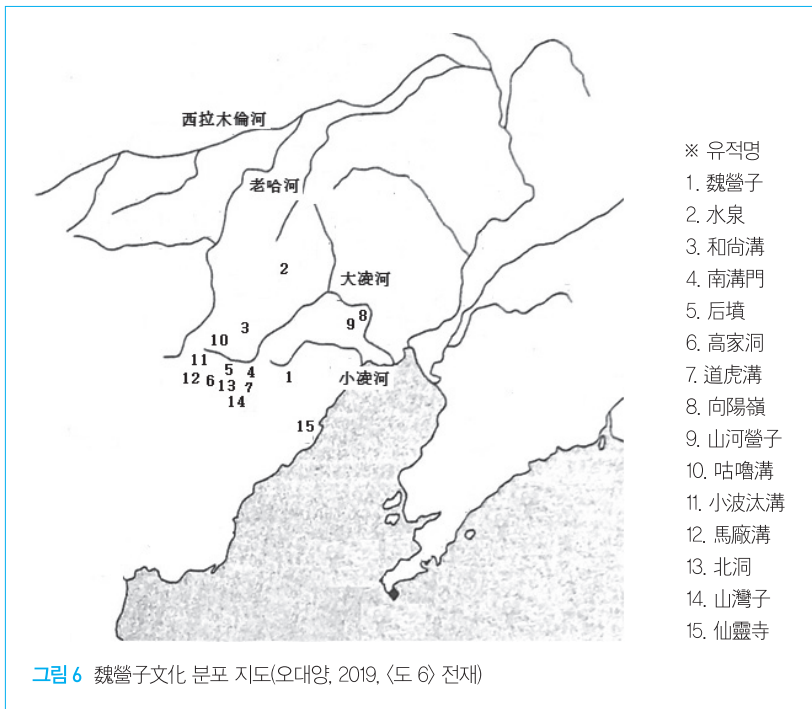 西拉木倫河
老哈河
2
大凌河
8
9
3
10
11
5
4
12
6
13
7
1
小凌河
14
15
※ 유적명
1. 魏營子
2. 水泉
3. 和尙溝
4. 南溝門
5. 后墳
6. 高家洞
7. 道虎溝
8. 向陽嶺
9. 山河營子
10. 咕嚕溝
11. 小波汰溝
12. 馬廠溝
13. 北洞
14. 山灣子
15. 仙靈寺
그림 6 魏營子文化 분포 지도(오대양, 2019, 〈도 6〉 전재)